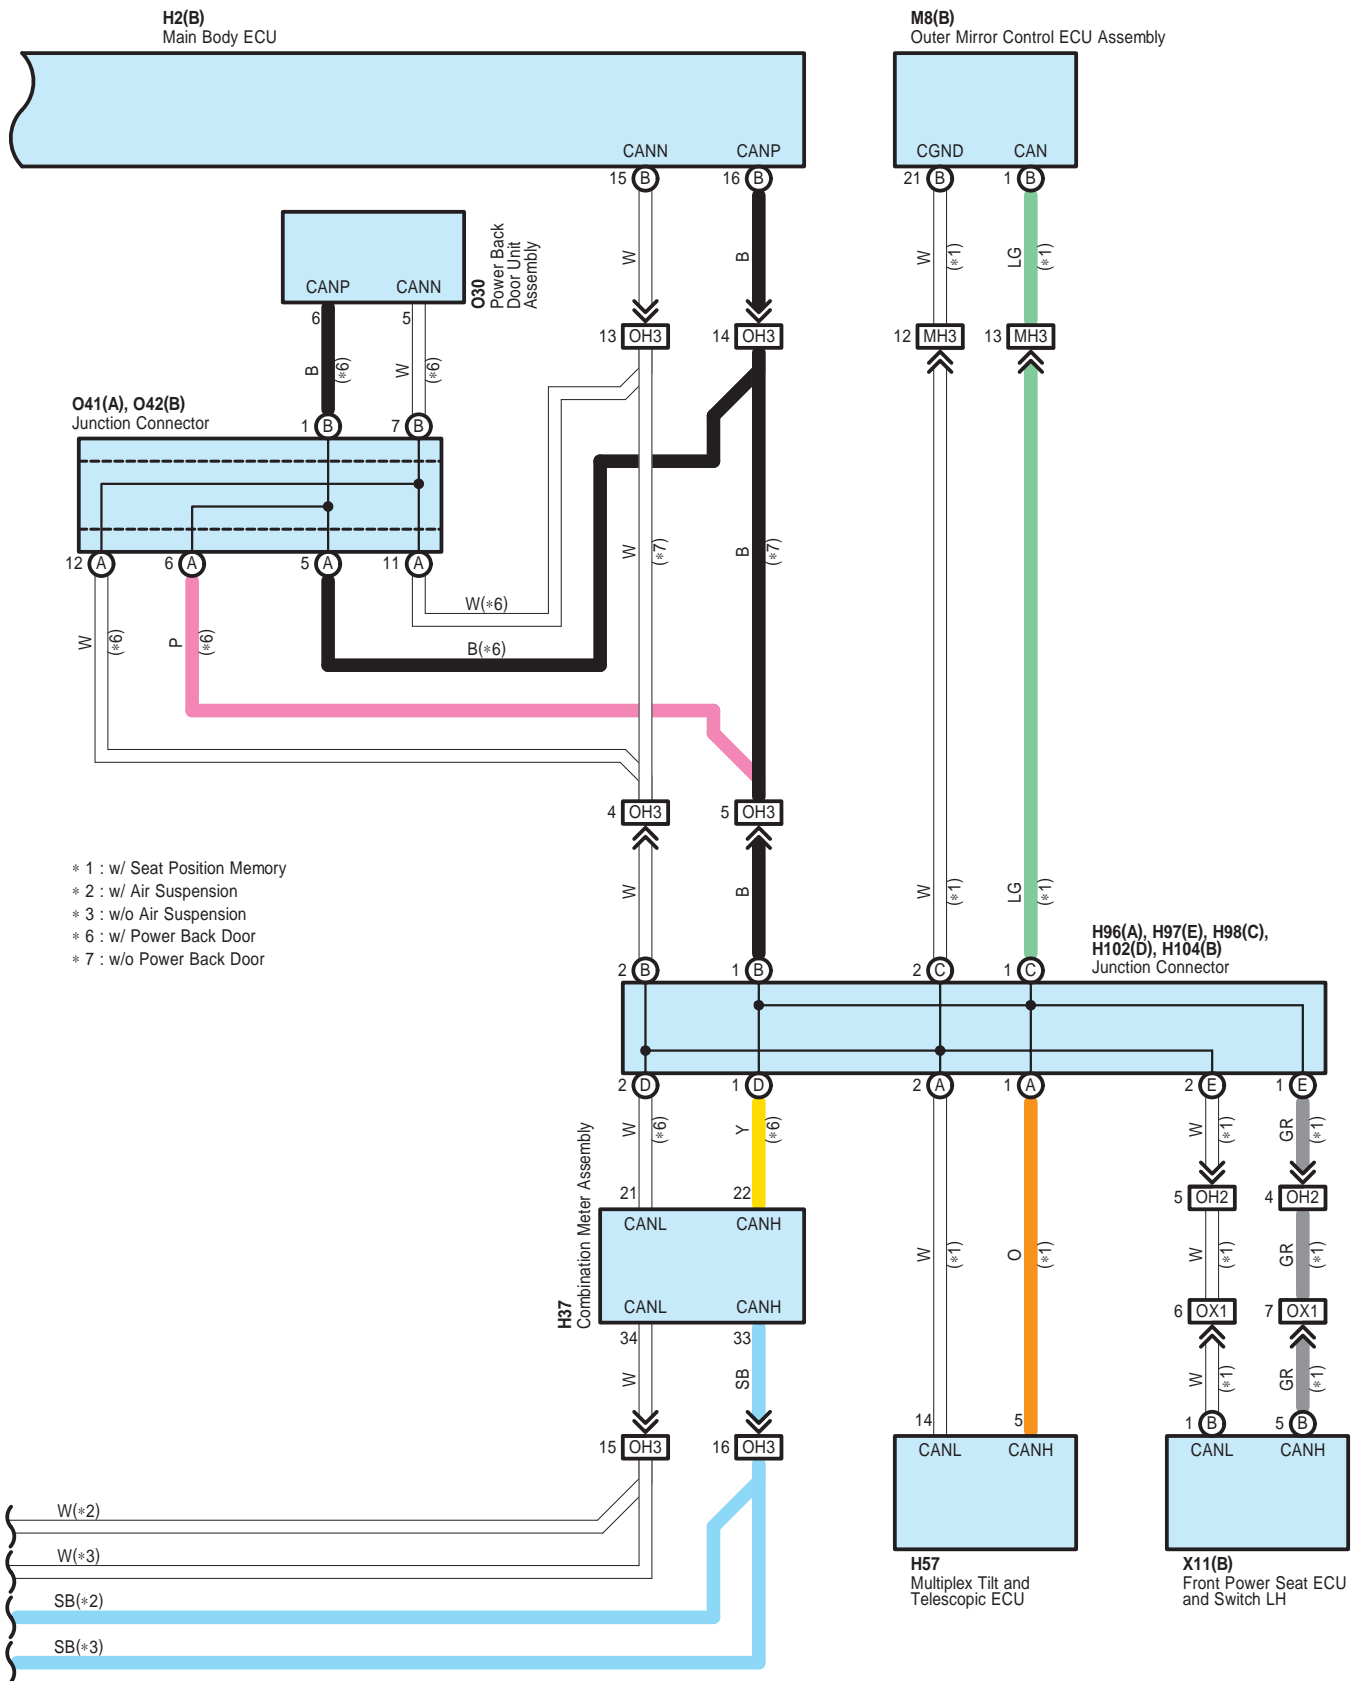 H2(B)
Main Body ECU
M8(B)
Outer Mirror Control ECU Assembly
CANN
CANP
CGND
CAN
15 B
16 B
21 B
1 B
W
B
W
(*1)
LG
(*1)
CANP
CANN
O30
Power Back
Door Unit
Assembly
6
5
13 OH3
14 OH3
12 MH3
13 MH3
B
(*6)
W
(*6)
O41(A), O42(B)
Junction Connector
1 B
7 B
12 A
6 A
5 A
11 A
W
(*7)
B
(*7)
W(*6)
B(*6)
W
(*6)
P
(*6)
4 OH3
5 OH3
* 1 : w/ Seat Position Memory
* 2 : w/ Air Suspension
* 3 : w/o Air Suspension
* 6 : w/ Power Back Door
* 7 : w/o Power Back Door
W
B
W
(*1)
LG
(*1)
H96(A), H97(E), H98(C),
H102(D), H104(B)
Junction Connector
2 B
1 B
2 C
1 C
2 D
1 D
2 A
1 A
2 E
1 E
W
(*6)
Y
(*6)
W
(*1)
GR
(*1)
H37
Combination Meter Assembly
21
22
5 OH2
4 OH2
CANL
CANH
W
(*1)
O
(*1)
W
(*1)
GR
(*1)
CANL
CANH
6 OX1
7 OX1
34
33
W
SB
W
(*1)
GR
(*1)
14
5
1 B
5 B
15 OH3
16 OH3
CANL
CANH
CANL
CANH
W(*2)
W(*3)
SB(*2)
SB(*3)
H57
Multiplex Tilt and
Telescopic ECU
X11(B)
Front Power Seat ECU
and Switch LH